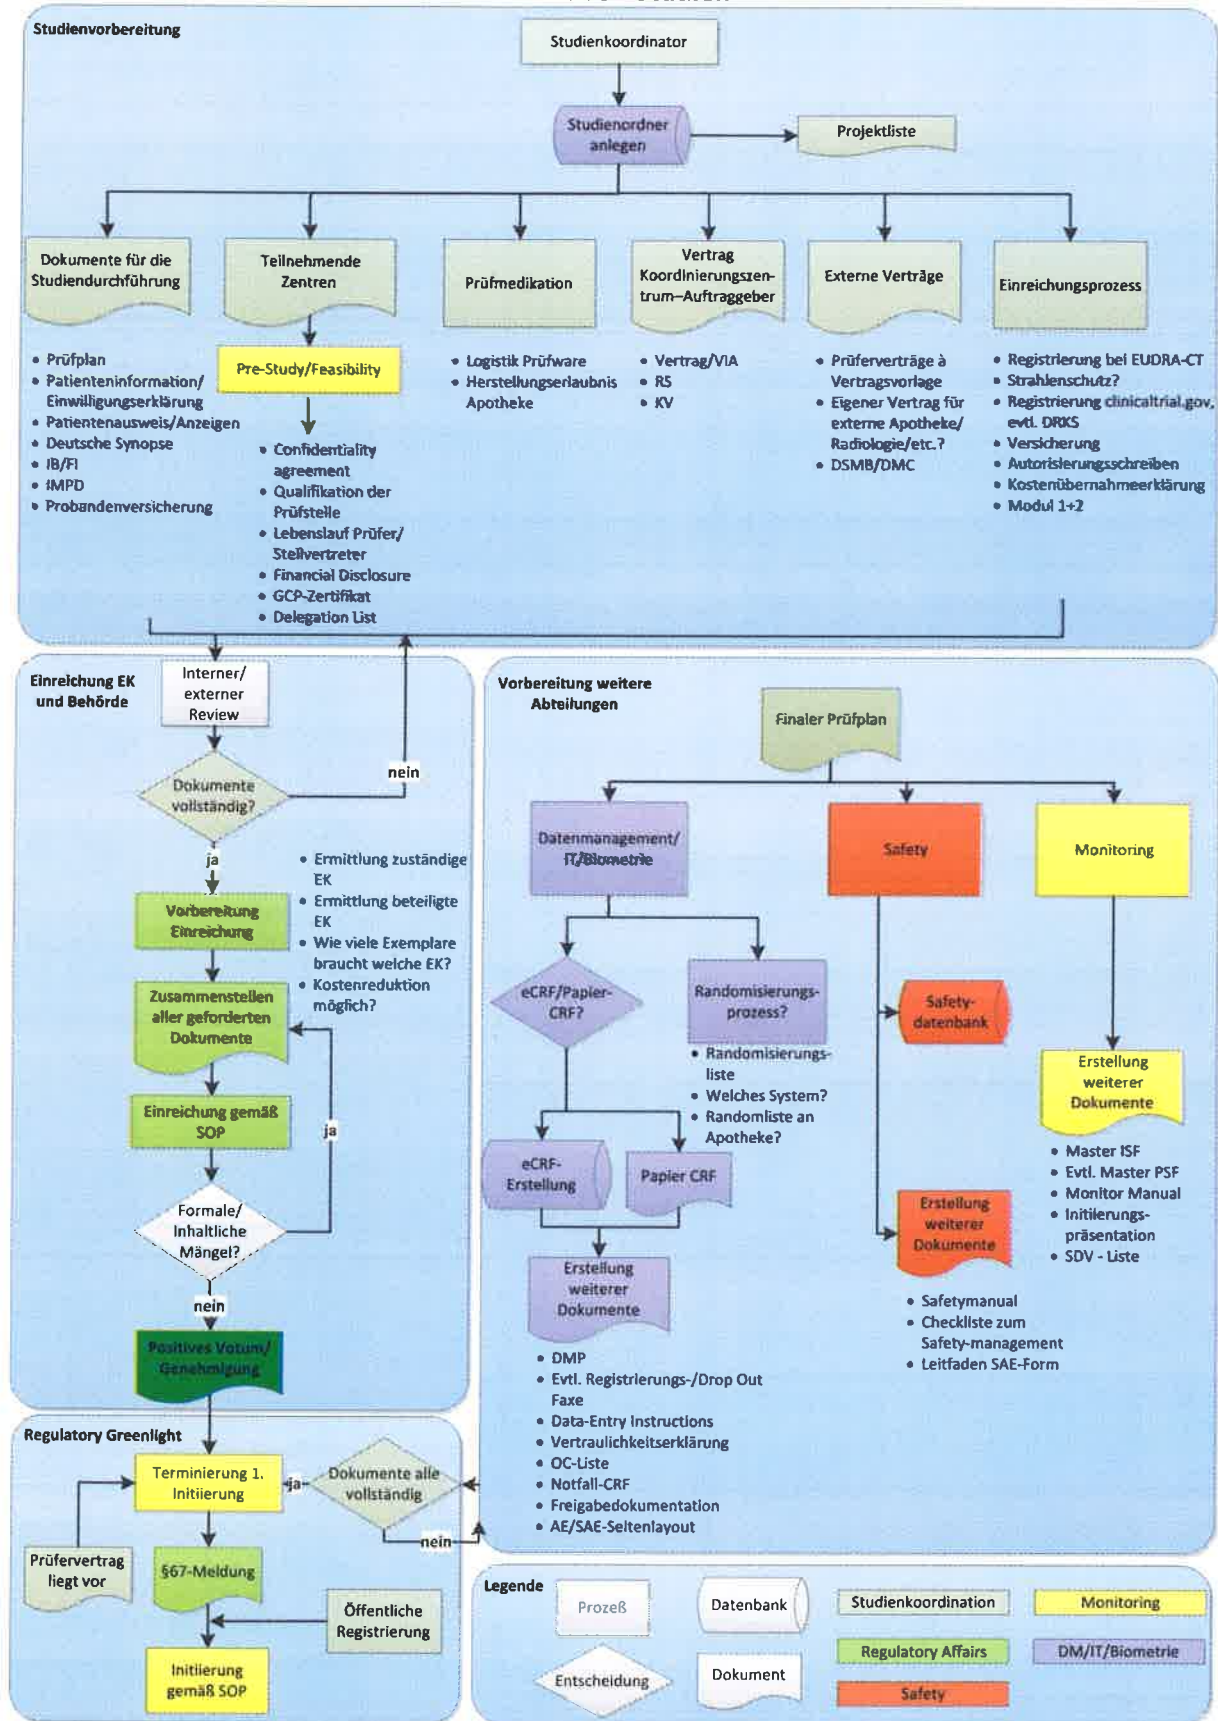 Studienvorbereitung
Studienkoordinator
Studienordner
anlegen
Projektliste
Dokumente für die
Studiendurchführung
Teilnehmende
Zentren
Prüfmedikation
Vertrag
Koordinierungszen-
trum–Auftraggeber
Externe Verträge
Einreichungsprozess
• Prüfplan
• Patienteninformation/
Einwilligungserklärung
• Patientenausweis/Anzeigen
• Deutsche Synopse
• IB/FI
• IMPD
• Probandenversicherung
Pre-Study/Feasibility
• Confidentiality
agreement
• Qualifikation der
Prüfstelle
• Lebenslauf Prüfer/
Stellvertreter
• Financial Disclosure
• GCP-Zertifikat
• Delegation List
• Logistik Prüfware
• Herstellungserlaubnis
Apotheke
• Vertrag/VIA
• RS
• KV
• Prüferverträge à
Vertragsvorlage
• Eigener Vertrag für
externe Apotheke/
Radiologie/etc.?
• DSMB/DMC
• Registrierung bei EUDRA-CT
• Strahlenschutz?
• Registrierung clinicaltrial.gov,
evtl. DRKS
• Versicherung
• Autorisierungsschreiben
• Kostenübernahmeerklärung
• Modul 1+2
Einreichung EK
und Behörde
Interner/
externer
Review
Dokumente
vollständig?
nein
ja
• Ermittlung zuständige
EK
• Ermittlung beteiligte
EK
• Wie viele Exemplare
braucht welche EK?
• Kostenreduktion
möglich?
Vorbereitung
Einreichung
Zusammenstellen
aller geforderten
Dokumente
Einreichung gemäß
SOP
ja
Formale/
Inhaltliche
Mängel?
nein
Positives Votum/
Genehmigung
Vorbereitung weitere
Abteilungen
Finaler Prüfplan
Datenmanagement/
IT/Biometrie
Safety
Monitoring
eCRF/Papier-
CRF?
Randomisierungs-
prozess?
• Randomisierungs-
liste
• Welches System?
• Randomliste an
Apotheke?
Safety-
datenbank
Erstellung
weiterer
Dokumente
• Master ISF
• Evtl. Master PSF
• Monitor Manual
• Initiierungs-
präsentation
• SDV - Liste
eCRF-
Erstellung
Papier CRF
Erstellung
weiterer
Dokumente
• Safetymanual
• Checkliste zum
Safety-management
• Leitfaden SAE-Form
Erstellung
weiterer
Dokumente
• DMP
• Evtl. Registrierungs-/Drop Out
Faxe
• Data-Entry Instructions
• Vertraulichkeitserklärung
• OC-Liste
• Notfall-CRF
• Freigabedokumentation
• AE/SAE-Seitenlayout
Regulatory Greenlight
Terminierung 1.
Initiierung
ja
Dokumente alle
vollständig
nein
Prüfervertrag
liegt vor
§67-Meldung
Öffentliche
Registrierung
Initiierung
gemäß SOP
Legende
Prozeß
Datenbank
Studienkoordination
Monitoring
Regulatory Affairs
DM/IT/Biometrie
Entscheidung
Dokument
Safety